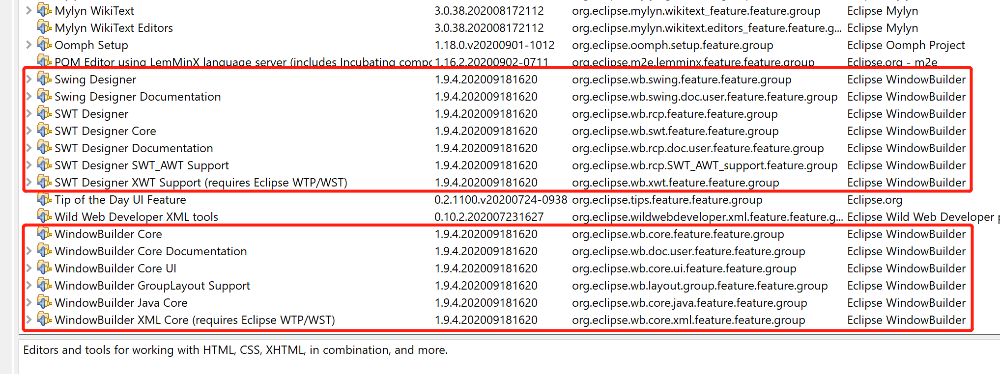 Mylyn WikiText 3.0.38.202008172112 org.eclipse.mylyn.wikitext_feature.feature.group Eclipse Mylyn
Mylyn WikiText Editors 3.0.38.202008172112 org.eclipse.mylyn.wikitext.editors_feature.feature.g... Eclipse Mylyn
Oomph Setup 1.18.0.v20200901-1012 org.eclipse.oomph.setup.feature.group Eclipse Oomph Project
POM Editor using LemMinX language server (includes Incubating compo 1.16.2.20200902-0711 org.eclipse.m2e.lemminx.feature.feature.group Eclipse.org - m2e
Swing Designer 1.9.4.202009181620 org.eclipse.wb.swing.feature.feature.group Eclipse WindowBuilder
Swing Designer Documentation 1.9.4.202009181620 org.eclipse.wb.swing.doc.user.feature.feature.group Eclipse WindowBuilder
SWT Designer 1.9.4.202009181620 org.eclipse.wb.rcp.feature.feature.group Eclipse WindowBuilder
SWT Designer Core 1.9.4.202009181620 org.eclipse.wb.swt.feature.feature.group Eclipse WindowBuilder
SWT Designer Documentation 1.9.4.202009181620 org.eclipse.wb.rcp.doc.user.feature.feature.group Eclipse WindowBuilder
SWT Designer SWT_AWT Support 1.9.4.202009181620 org.eclipse.wb.rcp.SWT_AWT_support.feature.group Eclipse WindowBuilder
SWT Designer XWT Support (requires Eclipse WTP/WST) 1.9.4.202009181620 org.eclipse.wb.xwt.feature.feature.group Eclipse WindowBuilder
Tip of the Day UI Feature 0.2.1100.v20200724-0938 org.eclipse.tips.feature.feature.group Eclipse.org
Wild Web Developer XML tools 0.10.2.202007231627 org.eclipse.wildwebdeveloper.xml.feature.feature.g... Eclipse Wild Web Developer p
WindowBuilder Core 1.9.4.202009181620 org.eclipse.wb.core.feature.feature.group Eclipse WindowBuilder
WindowBuilder Core Documentation 1.9.4.202009181620 org.eclipse.wb.doc.user.feature.feature.group Eclipse WindowBuilder
WindowBuilder Core UI 1.9.4.202009181620 org.eclipse.wb.core.ui.feature.feature.group Eclipse WindowBuilder
WindowBuilder GroupLayout Support 1.9.4.202009181620 org.eclipse.wb.layout.group.feature.feature.group Eclipse WindowBuilder
WindowBuilder Java Core 1.9.4.202009181620 org.eclipse.wb.core.java.feature.feature.group Eclipse WindowBuilder
WindowBuilder XML Core (requires Eclipse WTP/WST) 1.9.4.202009181620 org.eclipse.wb.core.xml.feature.feature.group Eclipse WindowBuilder
Editors and tools for working with HTML, CSS, XHTML, in combination, and more.